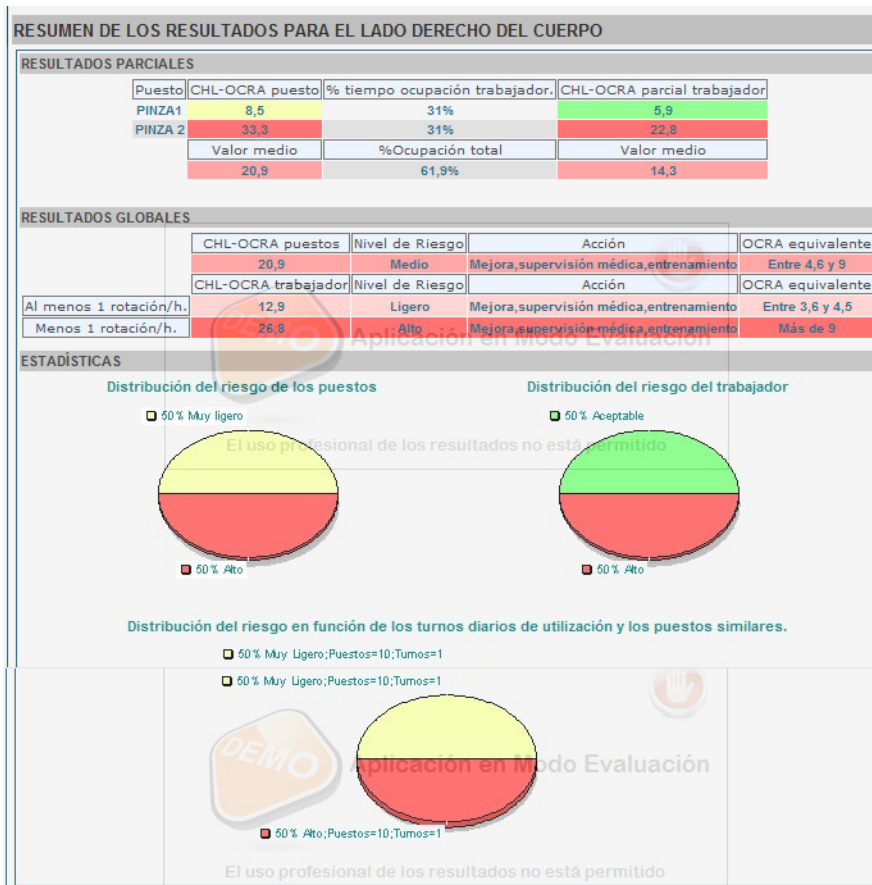 RESUMEN DE LOS RESULTADOS PARA EL LADO DERECHO DEL CUERPO
RESULTADOS PARCIALES
Puesto CHL-OCRA puesto % tiempo ocupación trabajador. CHL-OCRA parcial trabajador
PINZA1 8,5 31% 5,9
PINZA 2 33,3 31% 22,8
Valor medio %Ocupación total Valor medio
20,9 61,9% 14,3
RESULTADOS GLOBALES
CHL-OCRA puestos Nivel de Riesgo Acción OCRA equivalente
20,9 Medio Mejora,supervisión médica,entrenamiento Entre 4,6 y 9
CHL-OCRA trabajador Nivel de Riesgo Acción OCRA equivalente
Al menos 1 rotación/h. 12,9 Ligero Mejora,supervisión médica,entrenamiento Entre 3,6 y 4,5
Menos 1 rotación/h. 26,8 Alto Mejora,supervisión médica,entrenamiento Más de 9
DEMO Aplicación en Modo Evaluación
ESTADÍSTICAS
Distribución del riesgo de los puestos Distribución del riesgo del trabajador
50% Muy ligero 50% Aceptable
El uso profesional de los resultados no está permitido
50% Alto 50% Alto
Distribución del riesgo en función de los turnos diarios de utilización y los puestos similares.
50% Muy Ligero;Puestos=10;Turnos=1
50% Muy Ligero;Puestos=10;Turnos=1
DEMO Aplicación en Modo Evaluación
50% Alto;Puestos=10;Turnos=1
El uso profesional de los resultados no está permitido